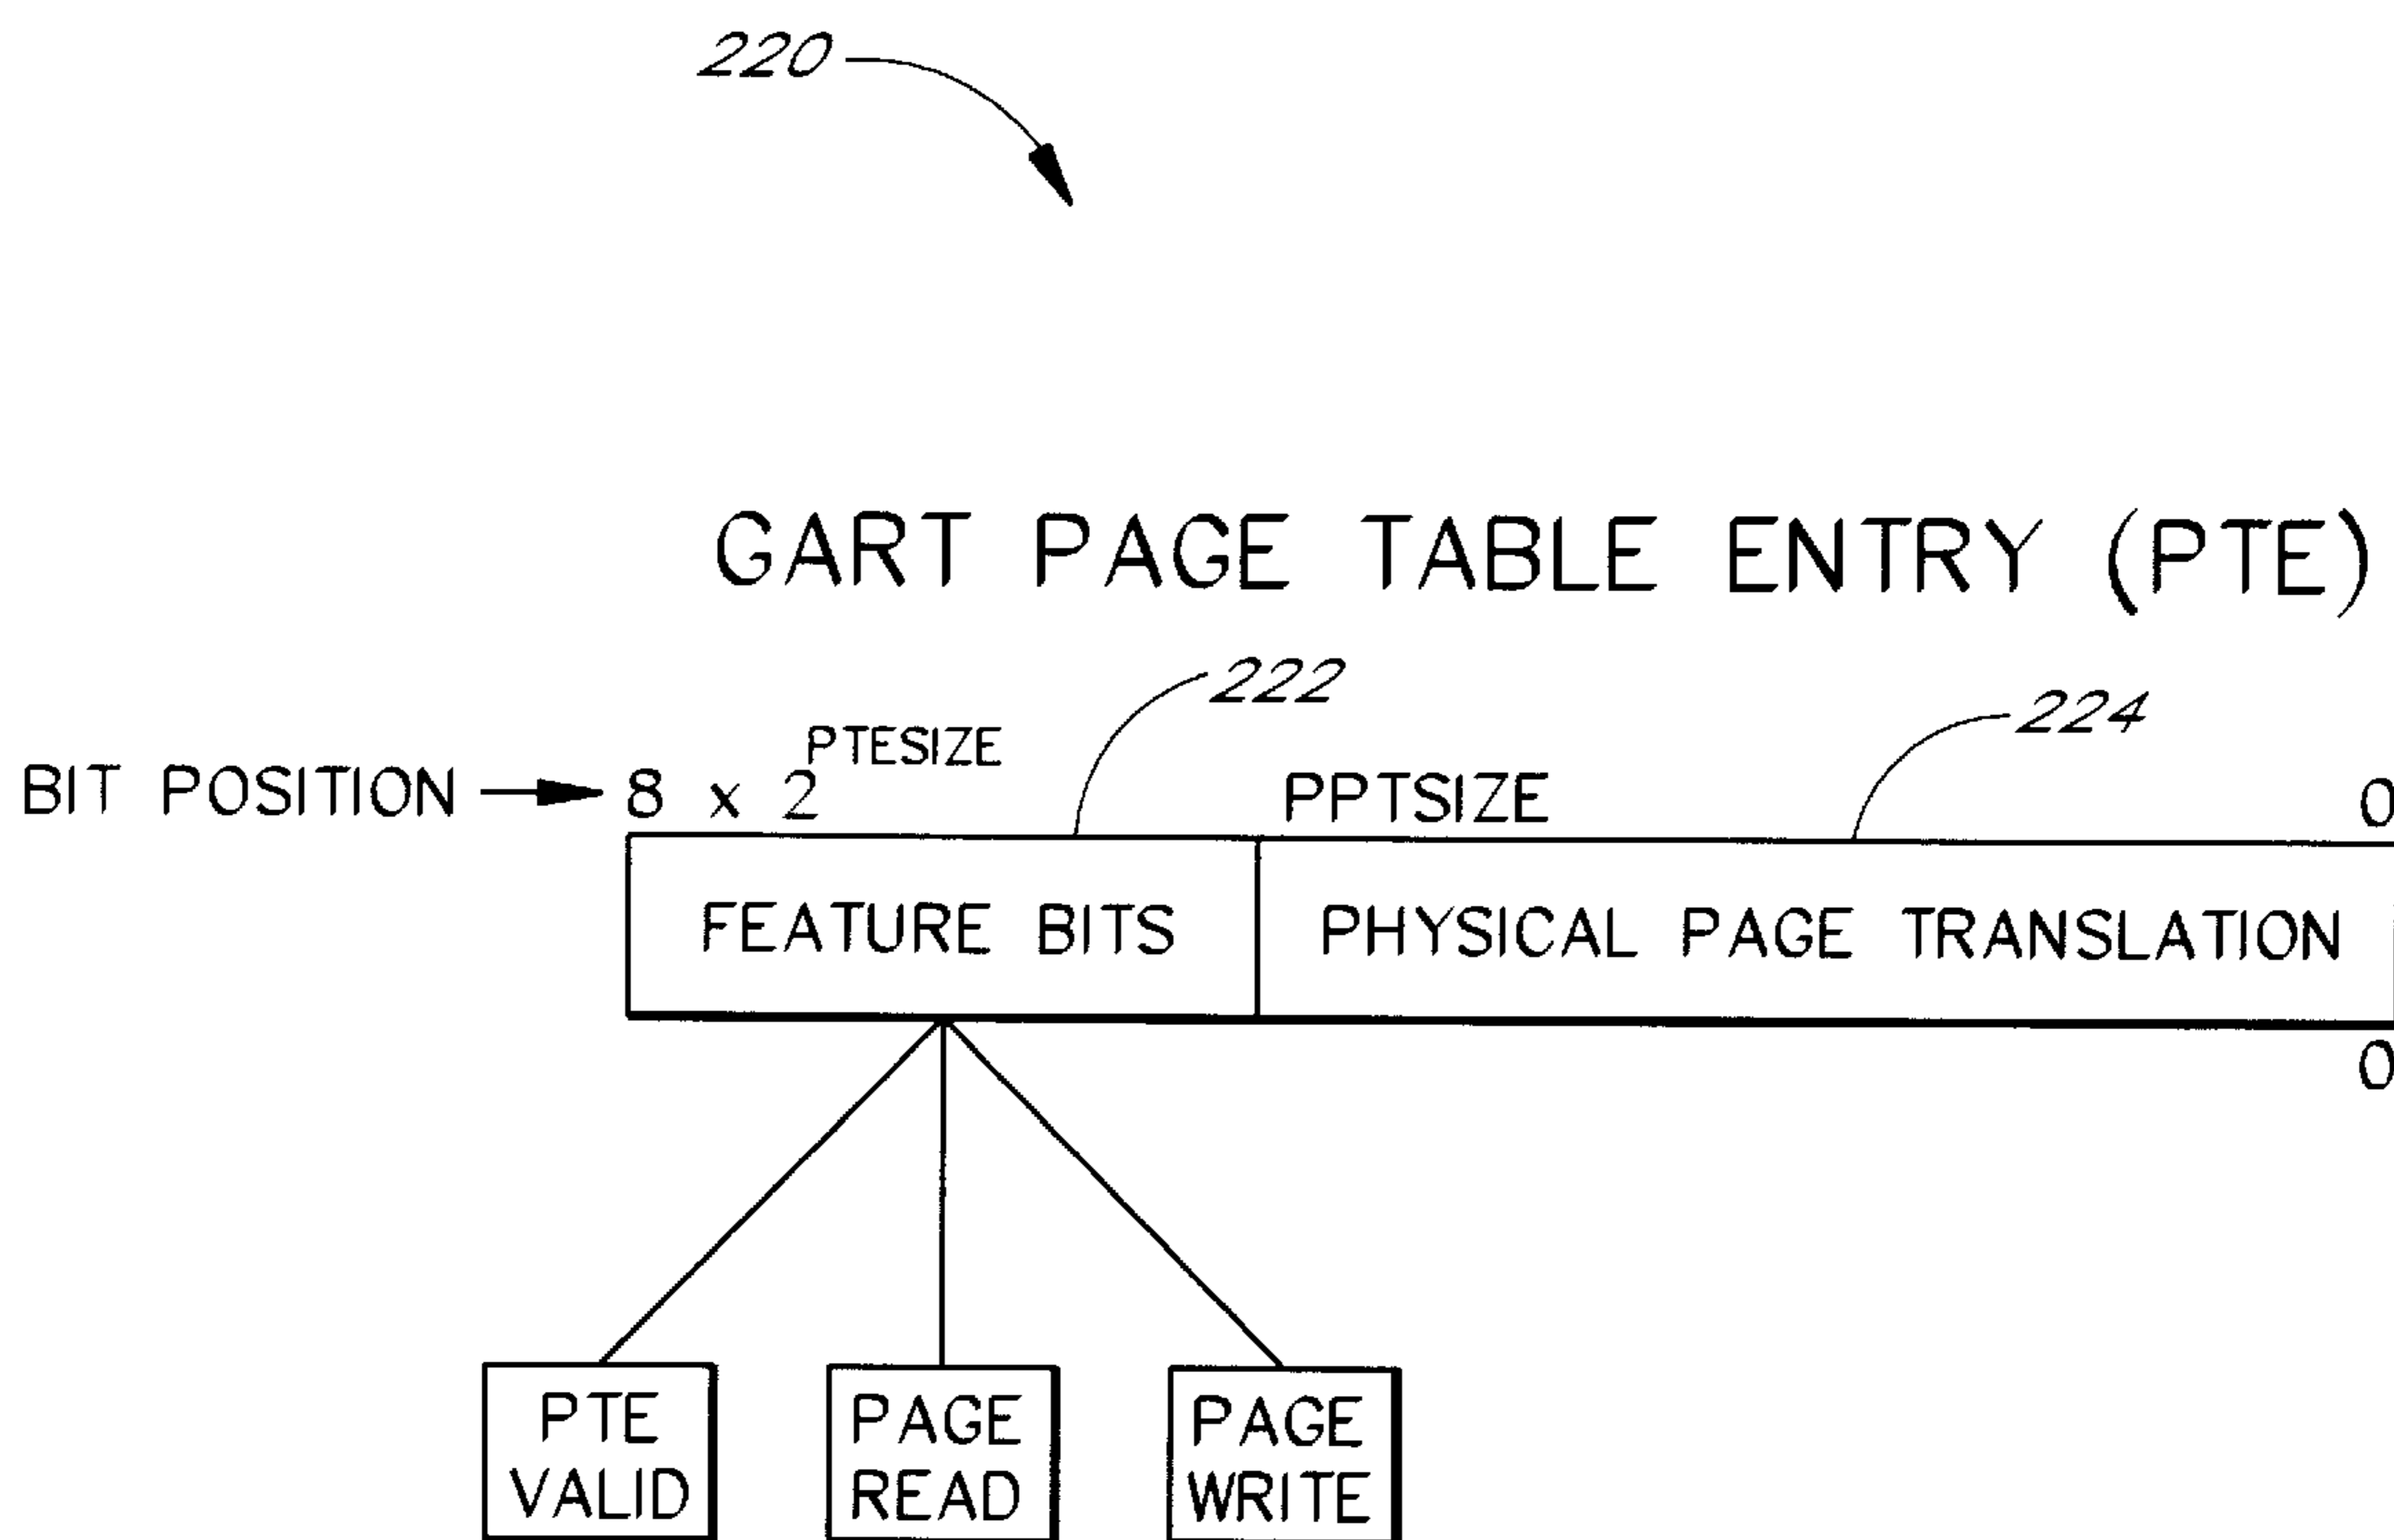 220
GART PAGE TABLE ENTRY (PTE)
222
224
PTESIZE
BIT POSITION 8 x 2 PPTSIZE 0
FEATURE BITS PHYSICAL PAGE TRANSLATION
0
PTE VALID
PAGE READ
PAGE WRITE